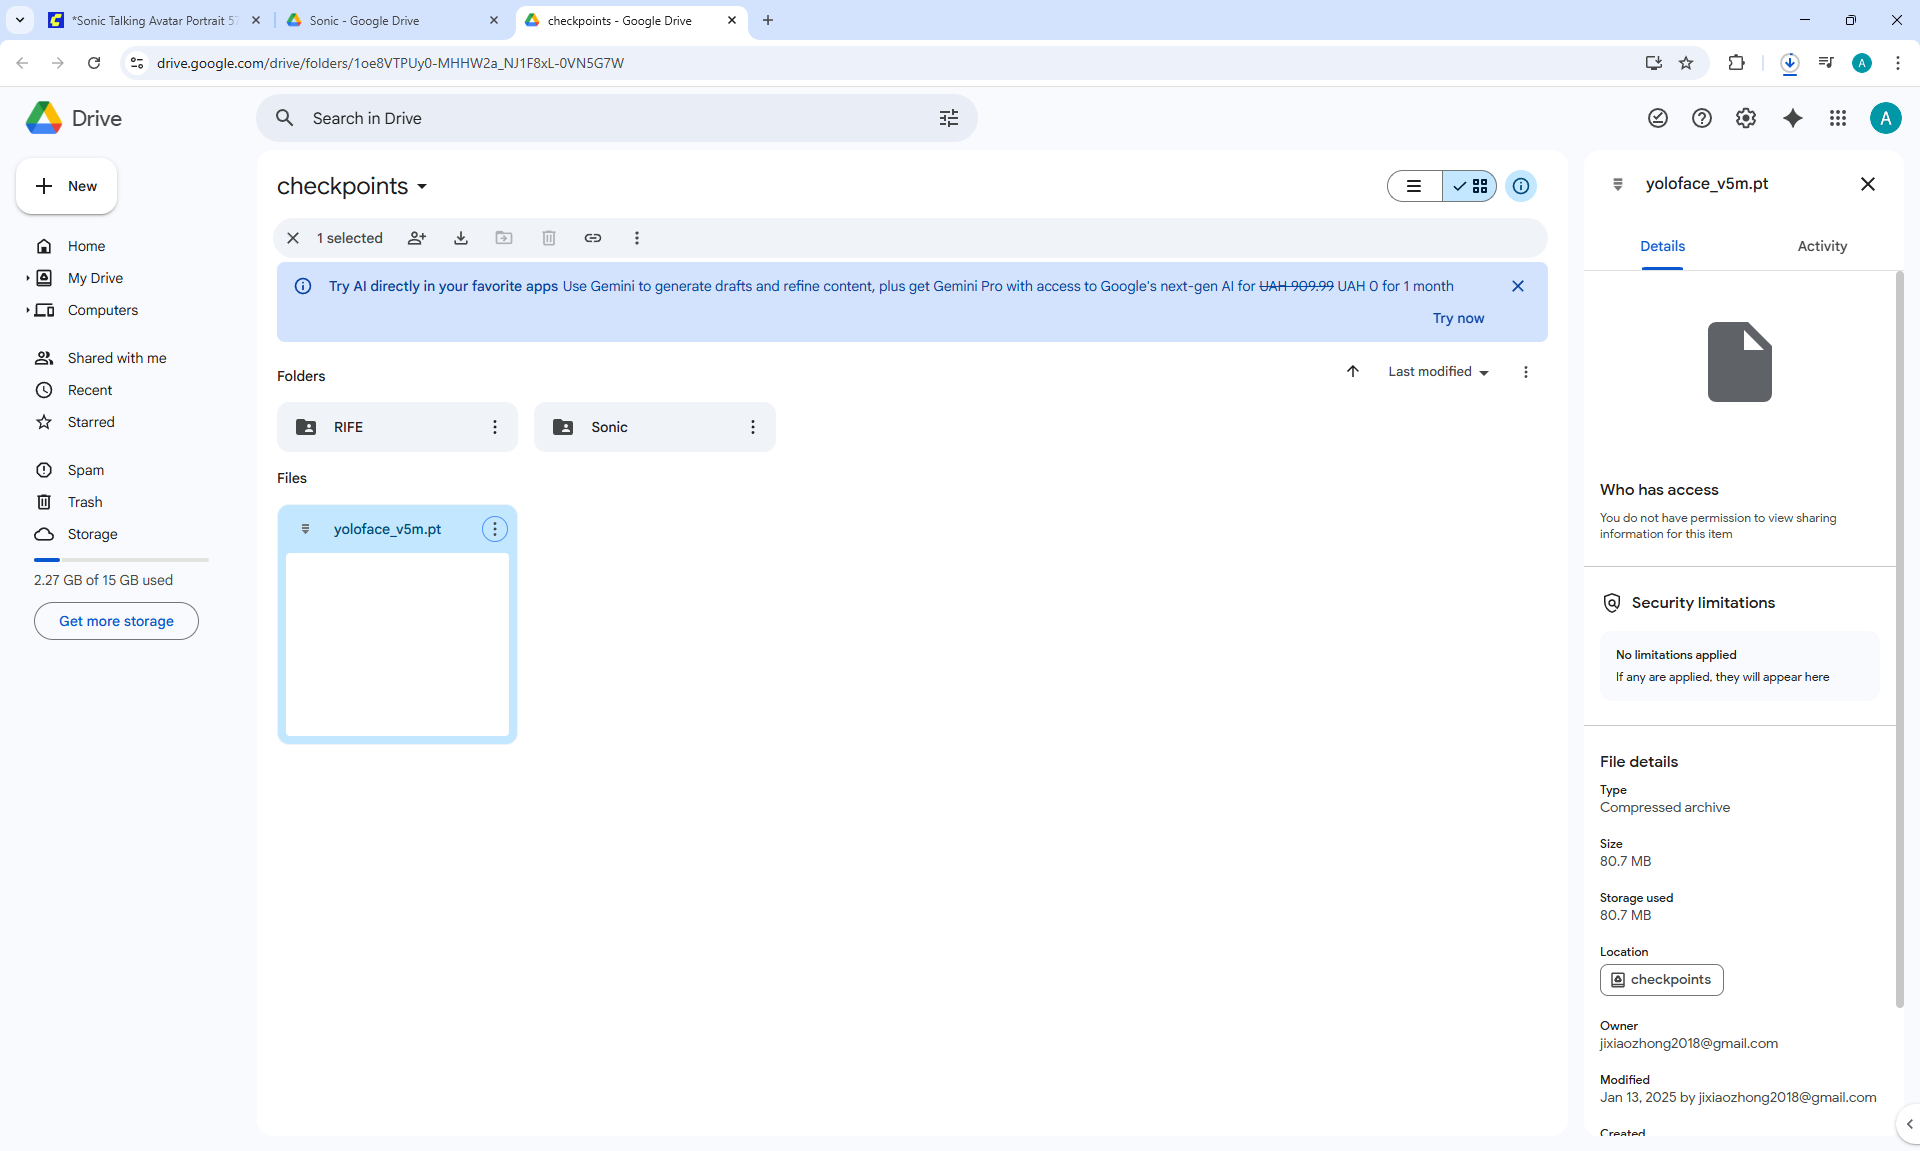 *Sonic Talking Avatar Portrait 57
Sonic - Google Drive
checkpoints - Google Drive
drive.google.com/drive/folders/1oe8VTPUy0-MHHW2a_NJ1F8xL-0VN5G7W
A
Drive
Search in Drive
A
New
Home
My Drive
Computers
Shared with me
Recent
Starred
Spam
Trash
Storage
2.27 GB of 15 GB used
Get more storage
checkpoints
1 selected
Try AI directly in your favorite apps Use Gemini to generate drafts and refine content, plus get Gemini Pro with access to Google's next-gen AI for UAH 909.99 UAH 0 for 1 month
Try now
Folders
Last modified
RIFE
Sonic
Files
yoloface_v5m.pt
yoloface_v5m.pt
Details
Activity
Who has access
You do not have permission to view sharing
information for this item
Security limitations
No limitations applied
If any are applied, they will appear here
File details
Type
Compressed archive
Size
80.7 MB
Storage used
80.7 MB
Location
checkpoints
Owner
jixiaozhong2018@gmail.com
Modified
Jan 13, 2025 by jixiaozhong2018@gmail.com
Created